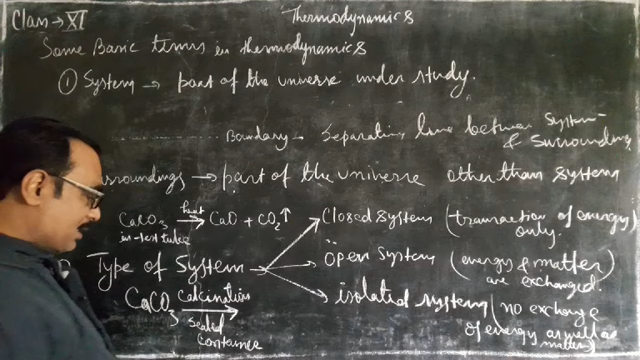 Class → XI
Thermodynamics
Some Basic terms in thermodynamics
① System → part of the universe under study.
Boundary - Separating line between System & Surrounding
rroundings → part of the universe other than system
CaCO3 heat → CaO + CO2 ↑
in test tube
Type of System →
Closed System (transaction of energy) only.
Open System (energy & matter) are exchanged.
isolated system (no exchange of energy as well as matter)
CaCO3 Calcination →
Sealed container